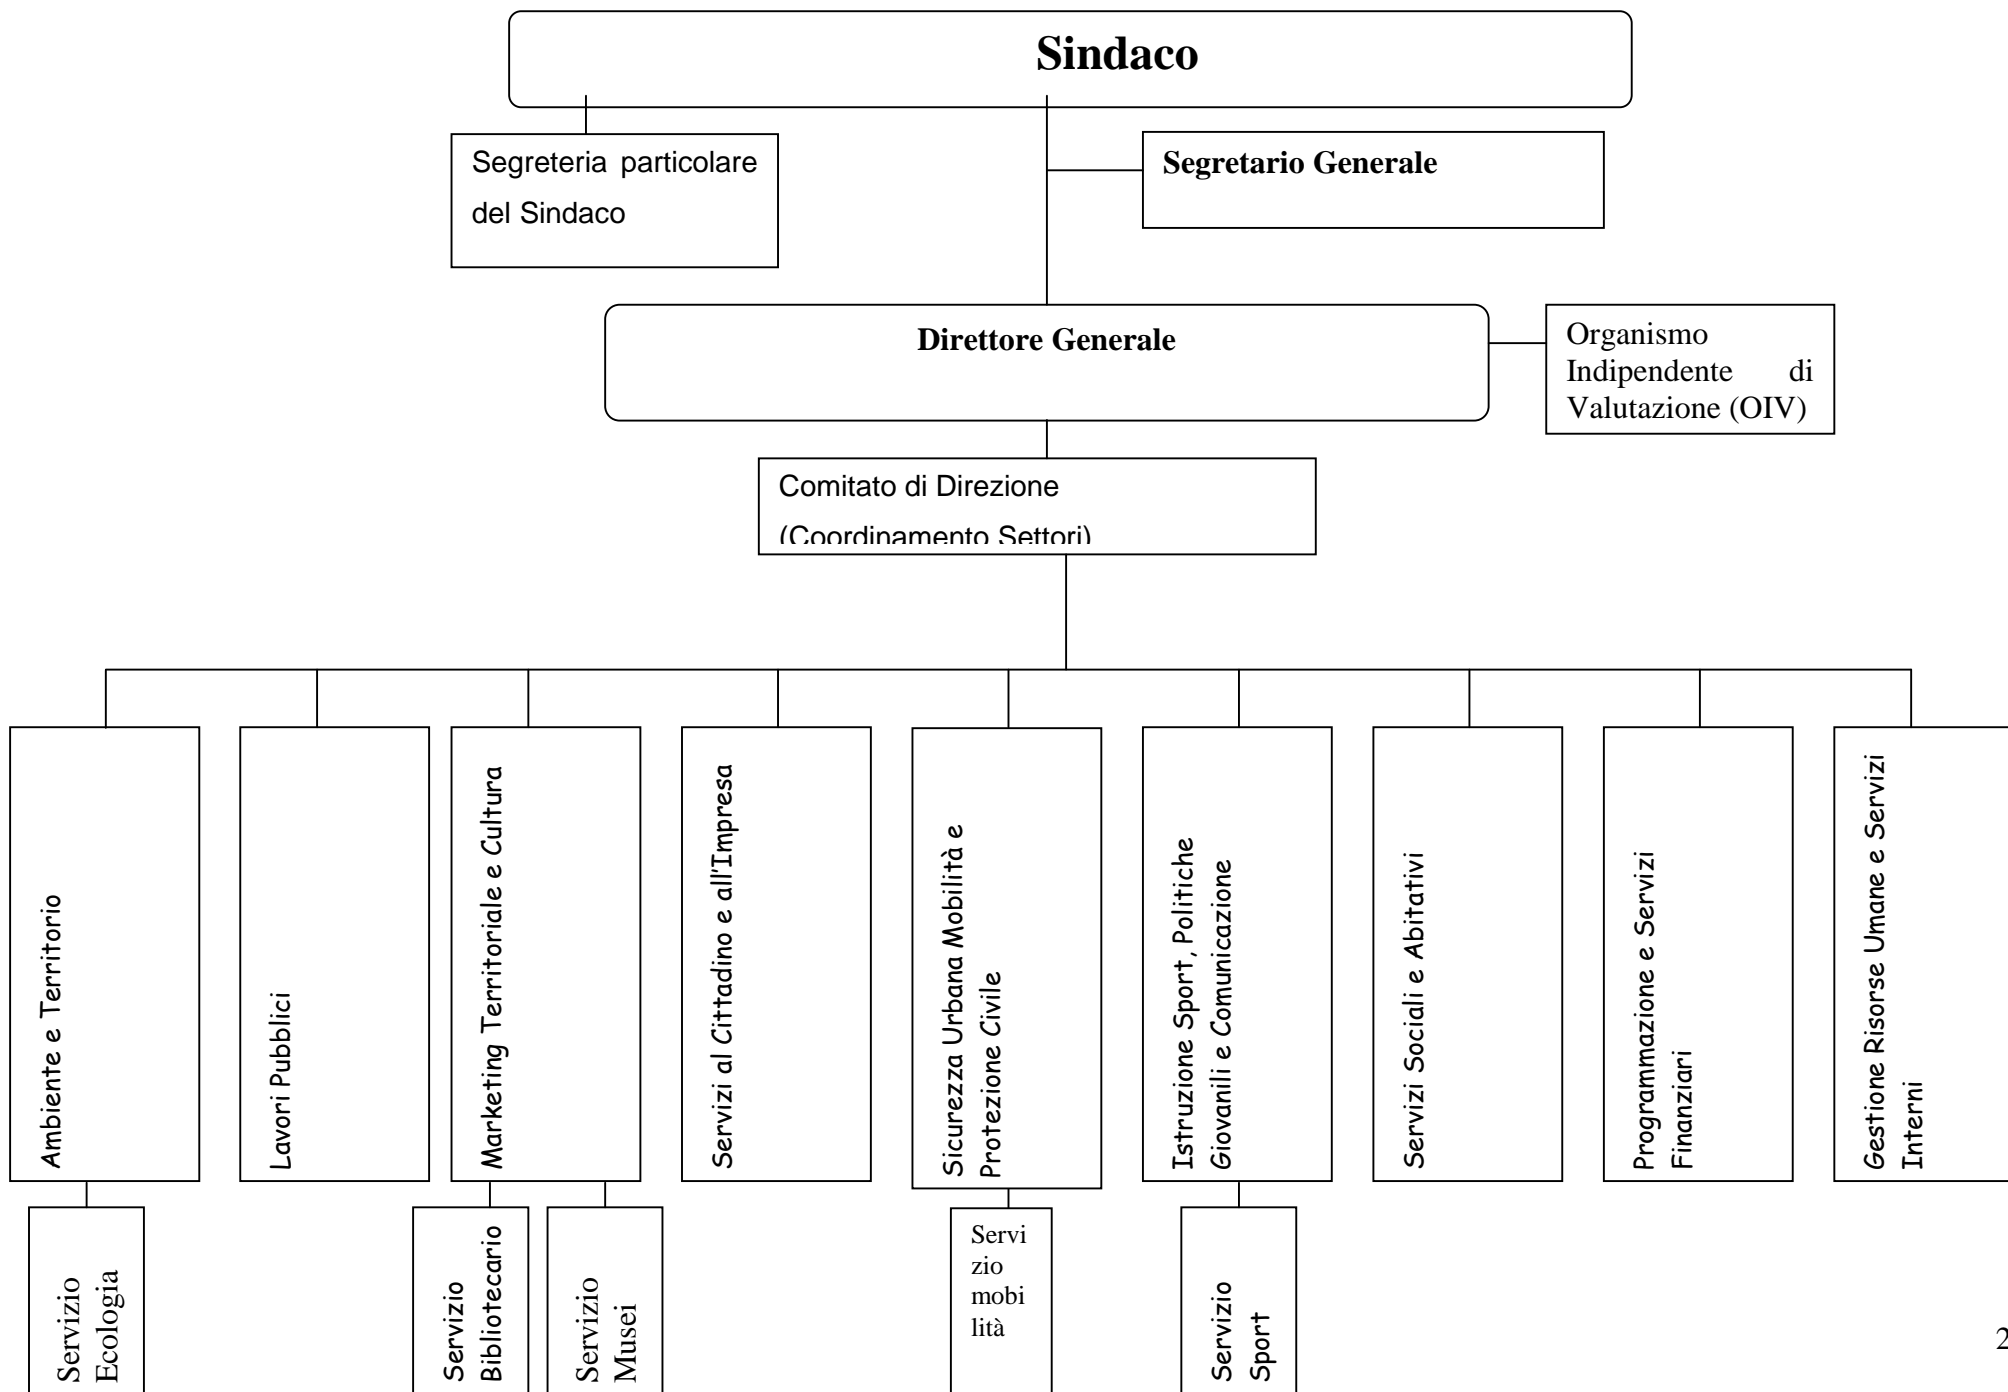 Sindaco
Segreteria particolare
del Sindaco
Segretario Generale
Direttore Generale
Organismo
Indipendente di
Valutazione (OIV)
Comitato di Direzione
(Coordinamento Settori)
Ambiente e Territorio
Lavori Pubblici
Marketing Territoriale e Cultura
Servizi al Cittadino e all'Impresa
Sicurezza Urbana Mobilità e
Protezione Civile
Istruzione Sport, Politiche
Giovanili e Comunicazione
Servizi Sociali e Abitativi
Programmazione e Servizi
Finanziari
Gestione Risorse Umane e Servizi
Interni
Servizio
Ecologia
Servizio
Bibliotecario
Servizio
Musei
Servi
zio
mobi
lità
Servizio
Sport
2